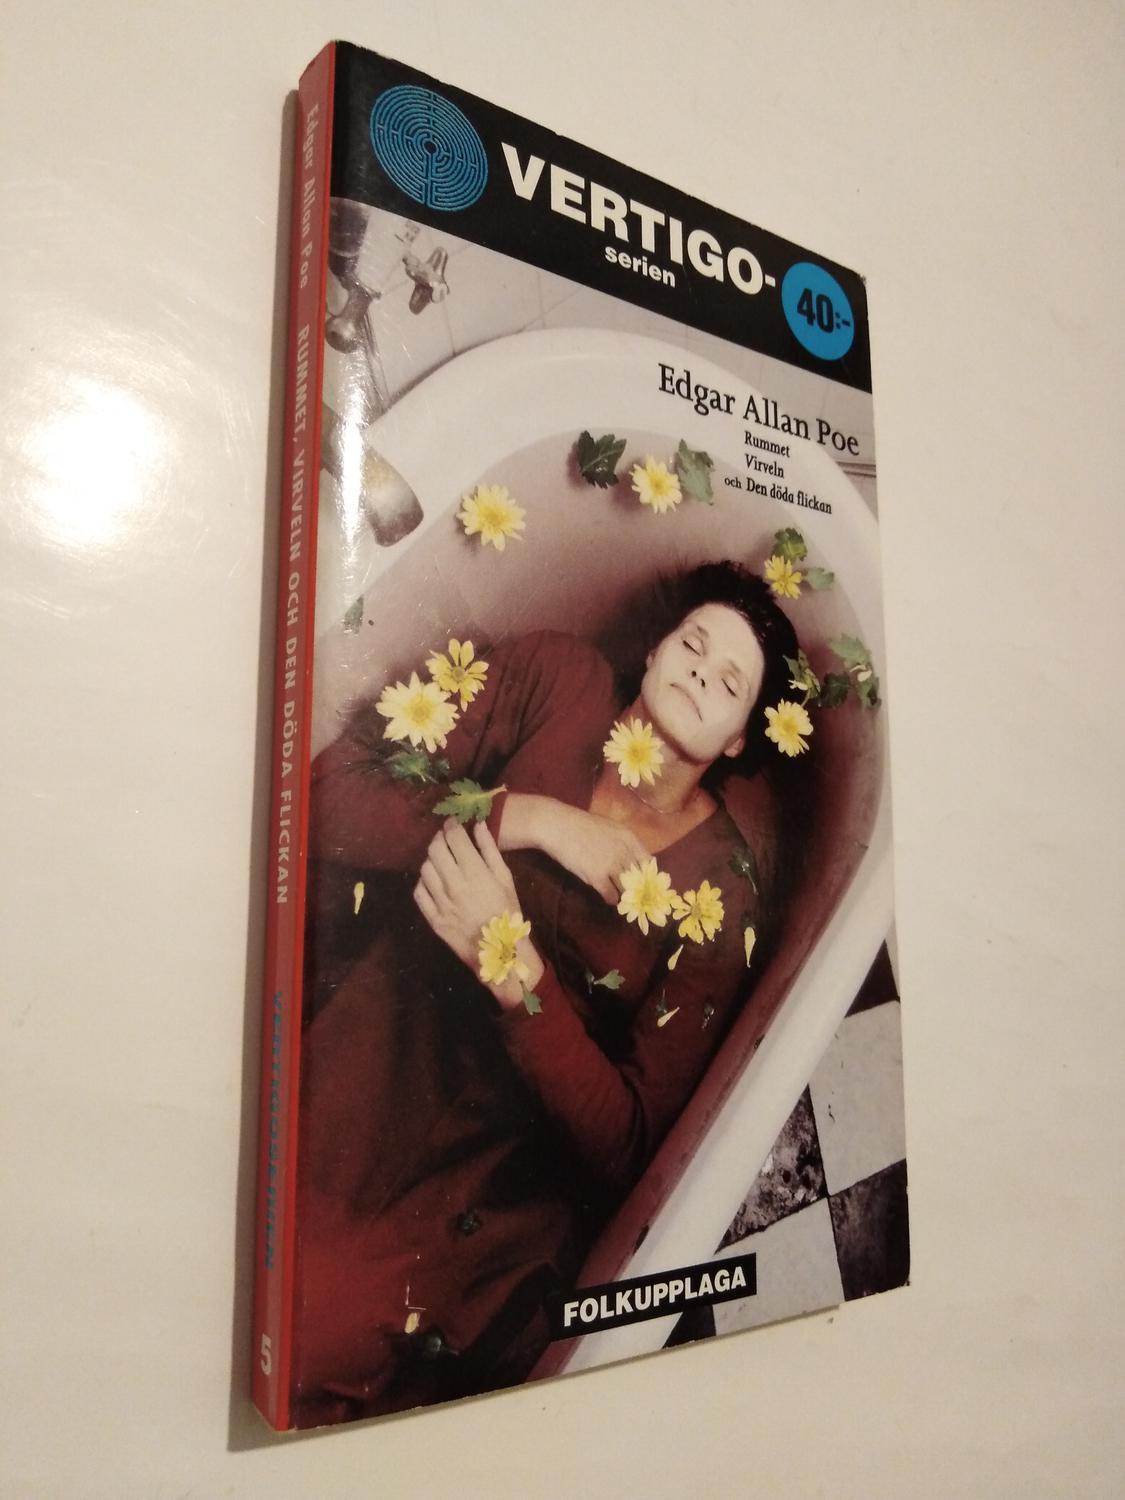 VERTIGO-
serien
40:-
Edgar Allan Poe
Rummet
Virveln
och Den döda flickan
FOLKUPPLAGA
Edgar Allan Poe RUMMET, VIRVELN OCH DEN DÖDA FLICKAN VERTIGOSERIEN 5